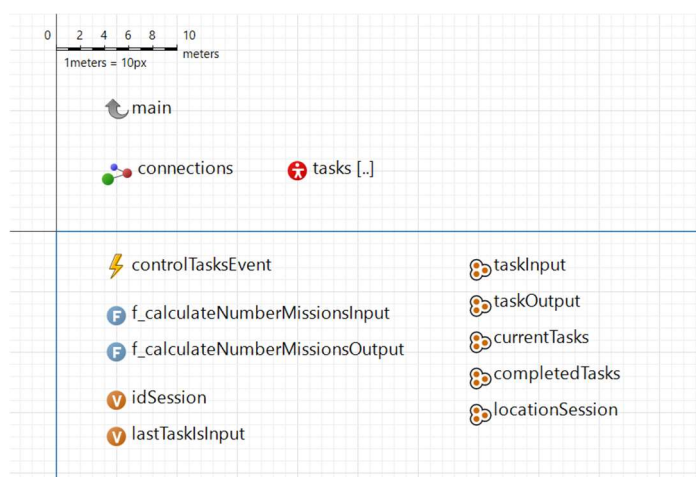 0 2 4 6 8 10
meters
1meters = 10px
main
connections
tasks [..]
controlTasksEvent
taskInput
taskOutput
F f_calculateNumberMissionsInput
currentTasks
F f_calculateNumberMissionsOutput
completedTasks
V idSession
locationSession
V lastTaskIsInput